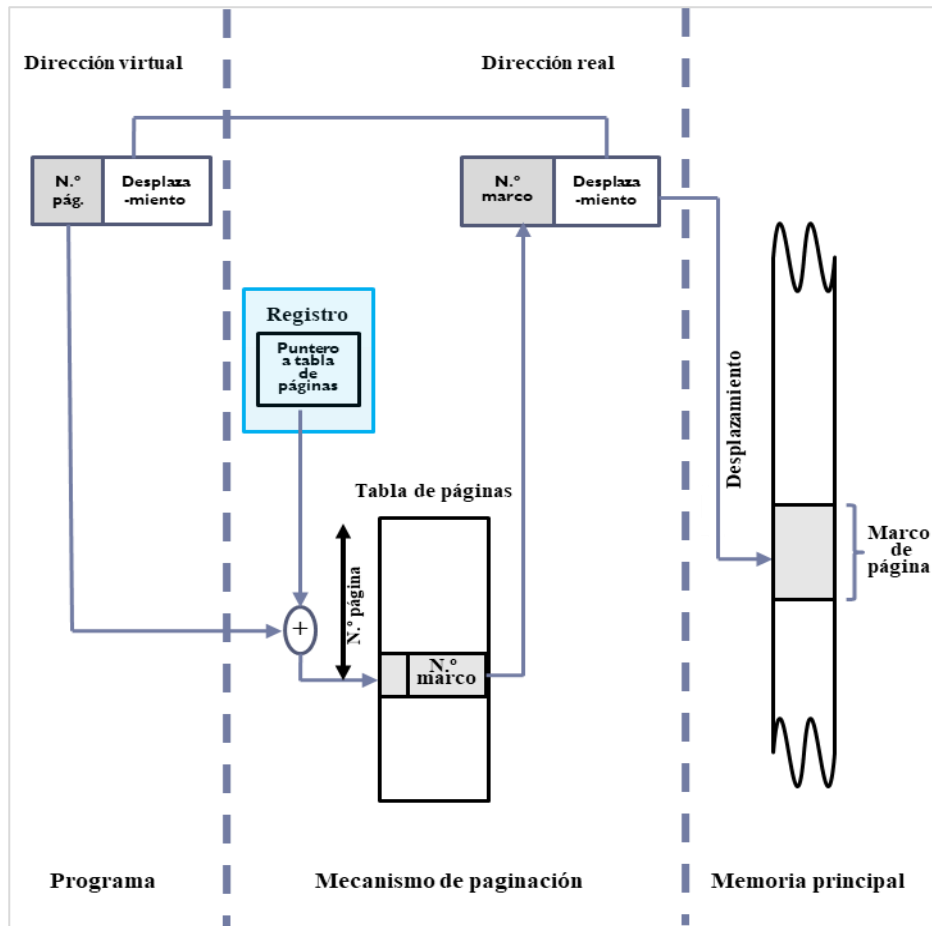 Dirección virtual
Dirección real
N.º
pág.
Desplaza
-miento
N.º
marco
Desplaza
-miento
Registro
Puntero
a tabla
de
páginas
Desplazamiento
Tabla de páginas
N.º página
Marco
de
página
+
N.º
marco
Programa
Mecanismo de paginación
Memoria principal